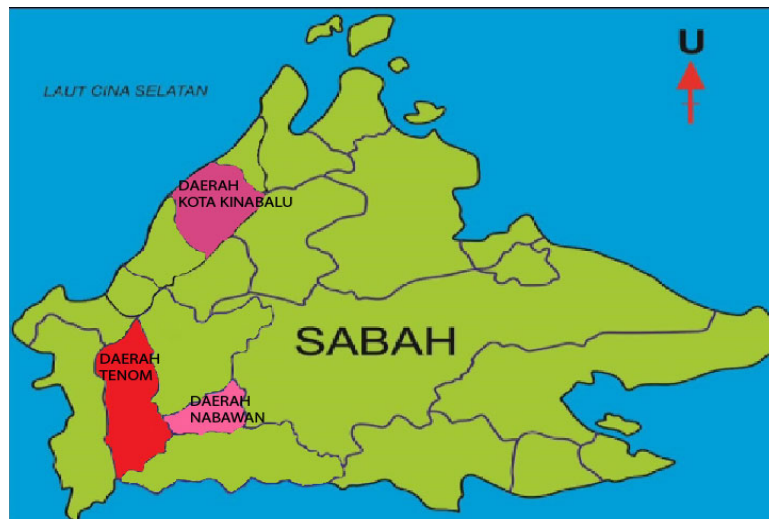 U
LAUT CINA SELATAN
DAERAH
KOTA KINABALU
SABAH
DAERAH
TENOM
DAERAH
NABAWAN